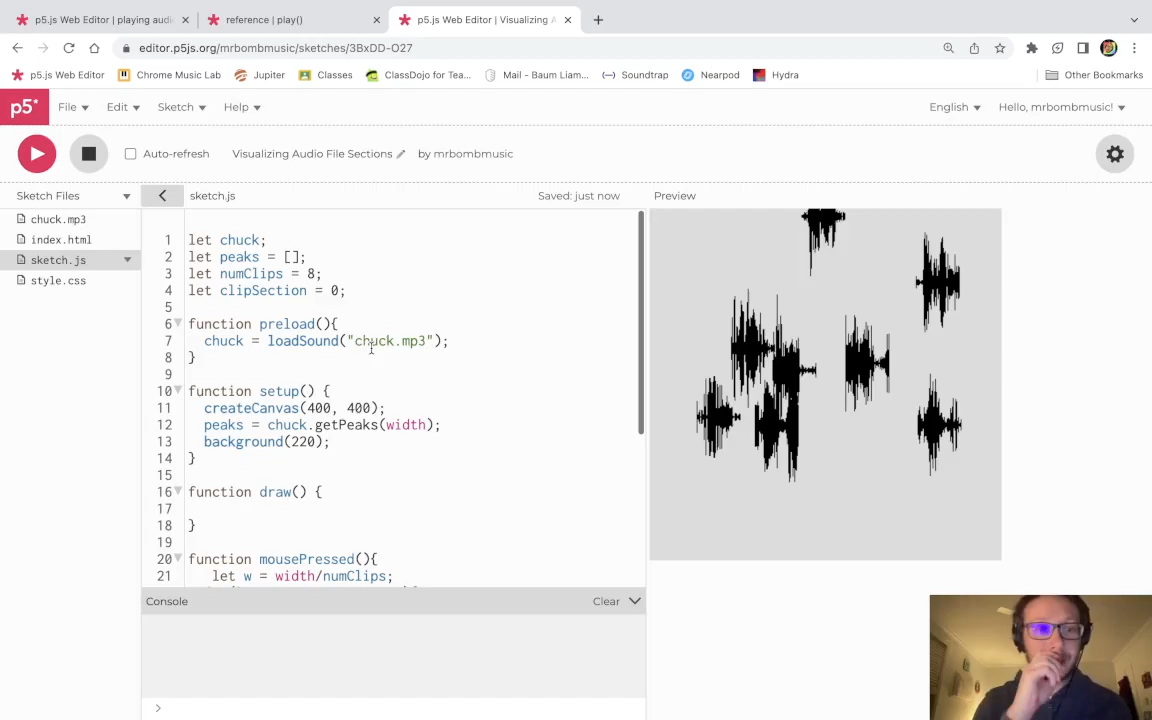 p5.js Web Editor | playing audi
reference | play()
p5.js Web Editor | Visualizing A
editor.p5js.org/mrbombmusic/sketches/3BxDD-O27
p5.js Web Editor
Chrome Music Lab
Jupiter
Classes
ClassDojo for Tea...
Mail - Baum Liam...
Soundtrap
Nearpod
Hydra
Other Bookmarks
p5*
File
Edit
Sketch
Help
English
Hello, mrbombmusic!
Auto-refresh
Visualizing Audio File Sections
by mrbombmusic
Sketch Files
sketch.js
Saved: just now
Preview
chuck.mp3
index.html
sketch.js
style.css
1 let chuck;
2 let peaks = [];
3 let numClips = 8;
4 let clipSection = 0;
5
6 function preload(){
7 chuck = loadSound("chuck.mp3");
8 }
9
10 function setup() {
11 createCanvas(400, 400);
12 peaks = chuck.getPeaks(width);
13 background(220);
14 }
15
16 function draw() {
17
18 }
19
20 function mousePressed(){
21 let w = width/numClips;
Console
Clear
>